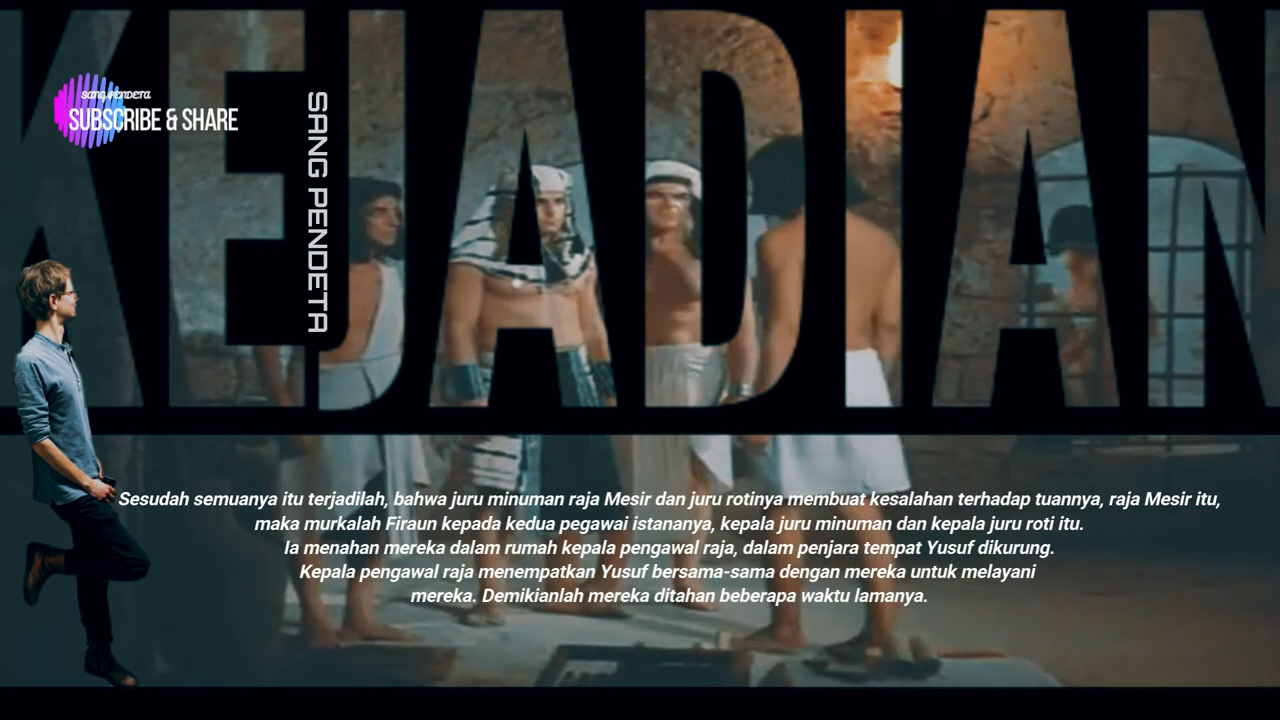 KEJADIAN
sang pendeta
SUBSCRIBE & SHARE
SANG PENDETA
Sesudah semuanya itu terjadilah, bahwa juru minuman raja Mesir dan juru rotinya membuat kesalahan terhadap tuannya, raja Mesir itu,
maka murkalah Firaun kepada kedua pegawai istananya, kepala juru minuman dan kepala juru roti itu.
Ia menahan mereka dalam rumah kepala pengawal raja, dalam penjara tempat Yusuf dikurung.
Kepala pengawal raja menempatkan Yusuf bersama-sama dengan mereka untuk melayani
mereka. Demikianlah mereka ditahan beberapa waktu lamanya.